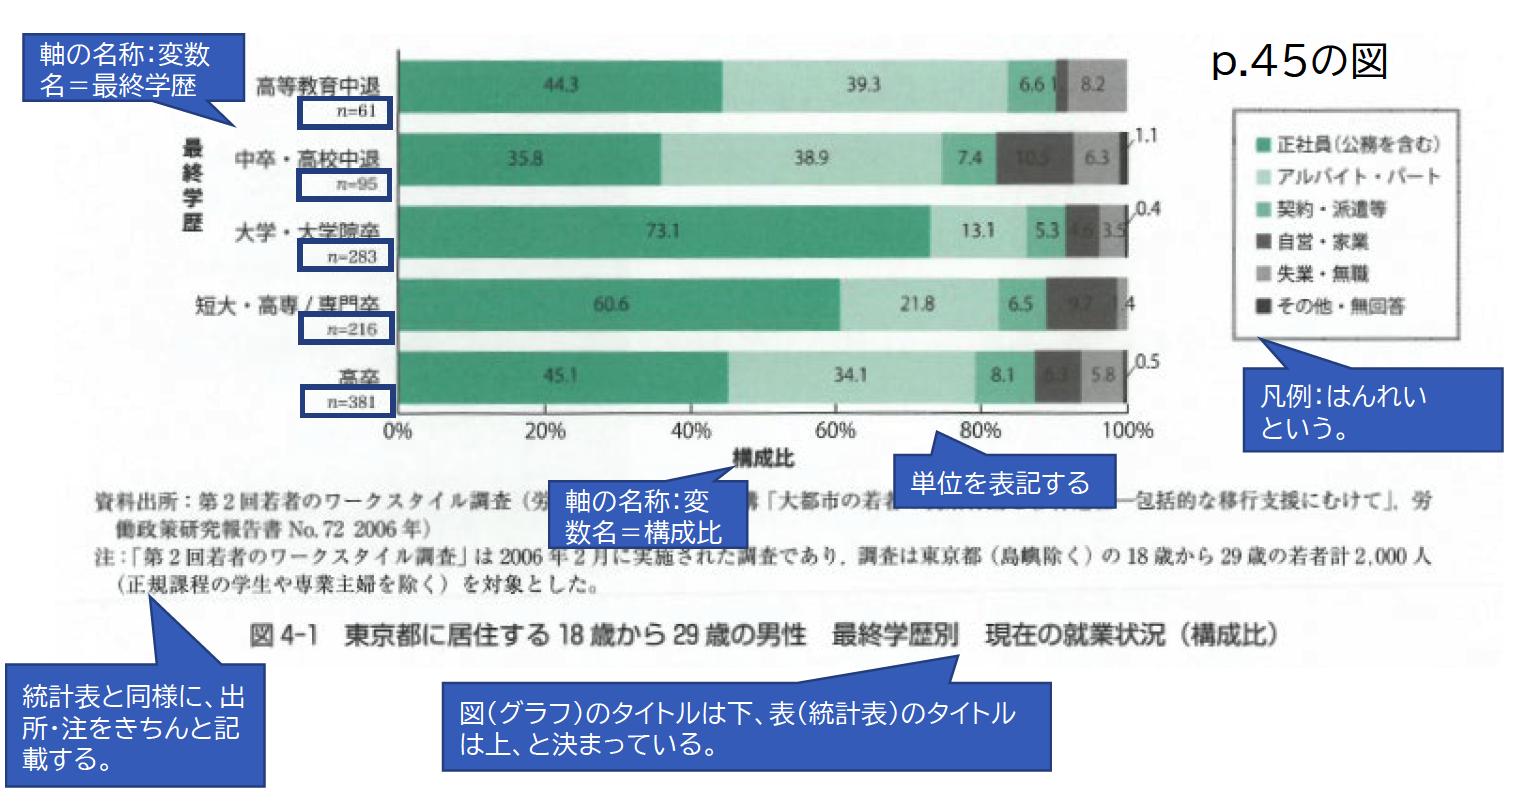 p.45の図
軸の名称：変数
名＝最終学歴
最終学歴
高等教育中退
n=61
44.3 39.3 6.6 1. 8.2
中卒・高校中退
n=95
35.8 38.9 7.4 10.5 6.3 1.1
大学・大学院卒
n=283
73.1 13.1 5.3 4.6 3.5 0.4
短大・高専/専門卒
n=216
60.6 21.8 6.5 9.7 1.4
高卒
n=381
45.1 34.1 8.1 6.3 5.8 0.5
0% 20% 40% 60% 80% 100%
構成比
正社員（公務を含む）
アルバイト・パート
契約・派遣等
自営・家業
失業・無職
その他・無回答
凡例：はんれい
という。
単位を表記する
軸の名称：変
数名＝構成比
資料出所：第2回若者のワークスタイル調査（労 「大都市の若者 包括的な移行支援にむけて」，労
働政策研究報告書 No.72 2006年）
注：「第2回若者のワークスタイル調査」は2006年2月に実施された調査であり，調査は東京都（島嶼除く）の18歳から29歳の若者計2,000人
（正規課程の学生や専業主婦を除く）を対象とした。
図4-1 東京都に居住する18歳から29歳の男性 最終学歴別 現在の就業状況（構成比）
統計表と同様に、出
所・注をきちんと記
載する。
図（グラフ）のタイトルは下、表（統計表）のタイトル
は上、と決まっている。